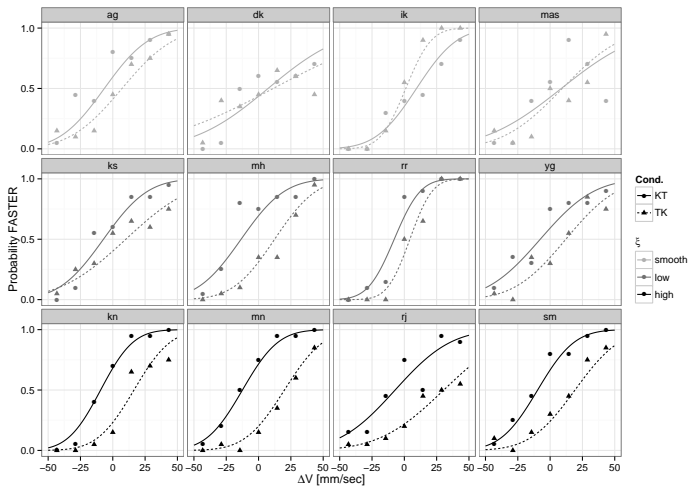 ag dk ik mas
1.0
0.5
0.0
ks mh rr yg
1.0
0.5
0.0
kn mn rj sm
1.0
0.5
0.0
−50 −25 0 25 50 −50 −25 0 25 50 −50 −25 0 25 50 −50 −25 0 25 50
ΔV [mm/sec]
Probability FASTER
Cond.
KT
TK
ξ
smooth
low
high